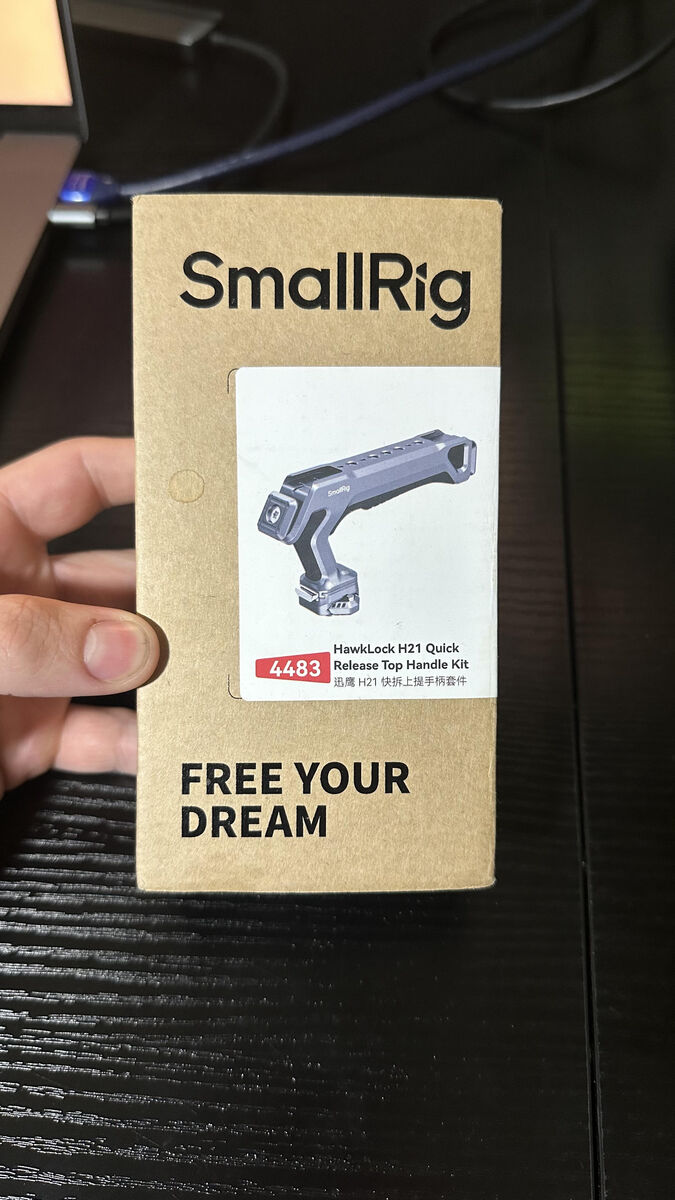 SmallRig
SmallRig
4483
HawkLock H21 Quick
Release Top Handle Kit
迅鹰 H21 快拆上提手柄套件
FREE YOUR
DREAM